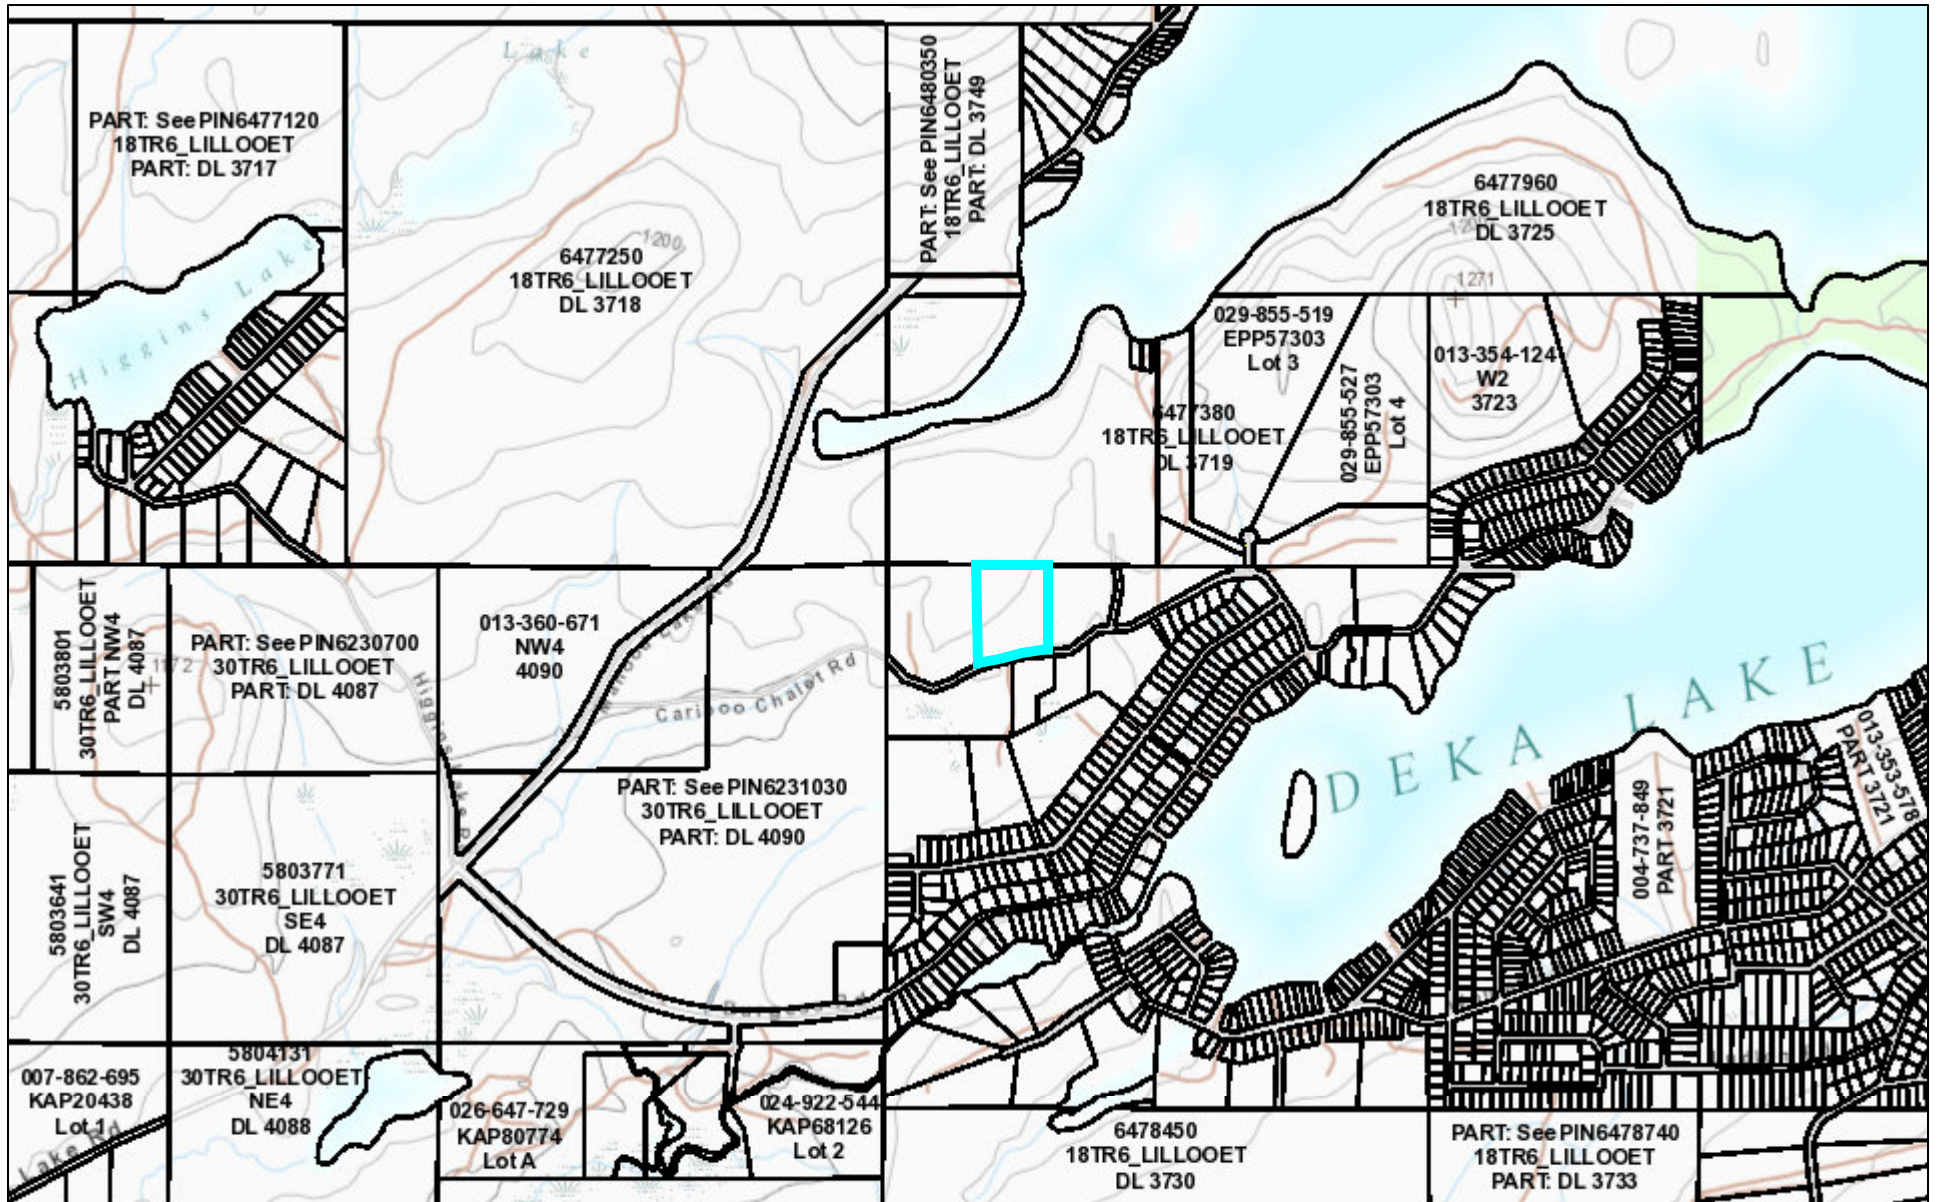 Lake
PART: See PIN6477120
18TR6_LILLOOET
PART: DL 3717
PART: See PIN6480350
18TR6_LILLOOET
PART: DL 3749
6477960
18TR6_LILLOOET
DL 3725
1200
6477250
18TR6_LILLOOET
DL 3718
1271
Higgins Lake
029-855-519
EPP57303
Lot 3
013-354-124
W2
3723
029-855-527
EPP57303
Lot 4
6477380
18TR6_LILLOOET
DL 3719
5803801
30TR6_LILLOOET
PART NW4
DL 4087
1172
PART: See PIN6230700
30TR6_LILLOOET
PART: DL 4087
013-360-671
NW4
4090
Cariboo Chalet Rd
DEKA LAKE
013-353-578
PART 3721
PART: See PIN6231030
30TR6_LILLOOET
PART: DL 4090
004-737-849
PART 3721
5803641
30TR6_LILLOOET
SW4
DL 4087
5803771
30TR6_LILLOOET
SE4
DL 4087
007-862-695
KAP20438
Lot 1
Lake Rd
5804131
30TR6_LILLOOET
NE4
DL 4088
026-647-729
KAP80774
Lot A
024-922-544
KAP68126
Lot 2
6478450
18TR6_LILLOOET
DL 3730
PART: See PIN6478740
18TR6_LILLOOET
PART: DL 3733